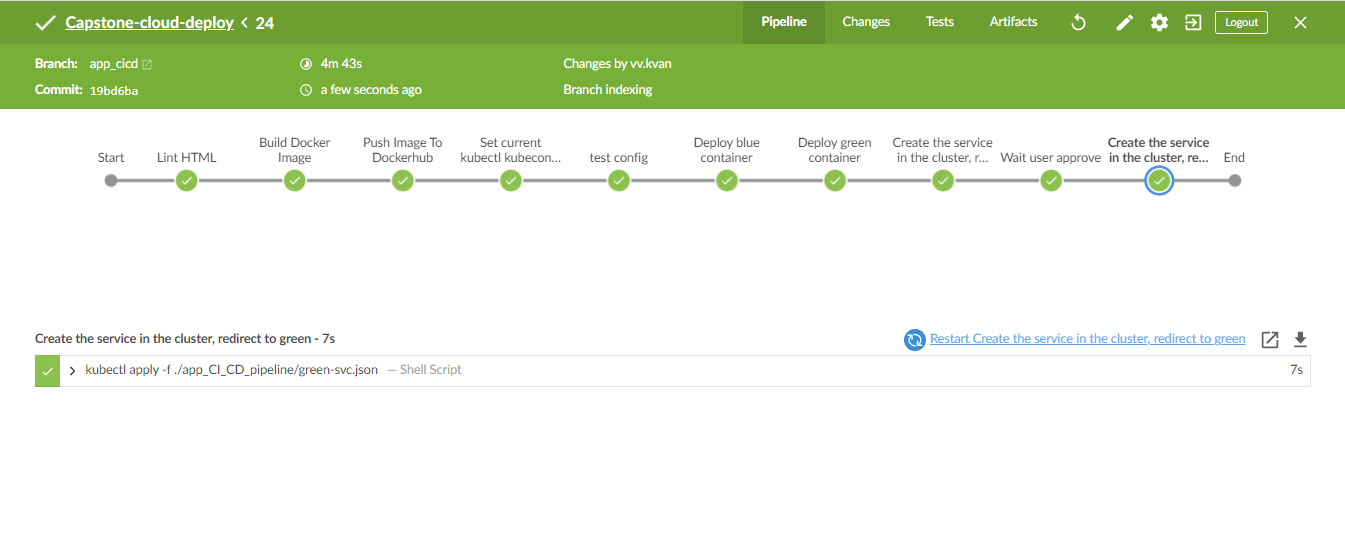 Capstone-cloud-deploy < 24
Pipeline
Changes
Tests
Artifacts
Logout
Branch: app_cicd
4m 43s
Changes by vv.kvan
Commit: 19bd6ba
a few seconds ago
Branch indexing
Start
Lint HTML
Build Docker
Image
Push Image To
Dockerhub
Set current
kubectl kubecon...
test config
Deploy blue
container
Deploy green
container
Create the service
in the cluster, r...
Wait user approve
Create the service
in the cluster, re...
End
Create the service in the cluster, redirect to green - 7s
Restart Create the service in the cluster, redirect to green
kubectl apply -f ./app_CI_CD_pipeline/green-svc.json — Shell Script
7s